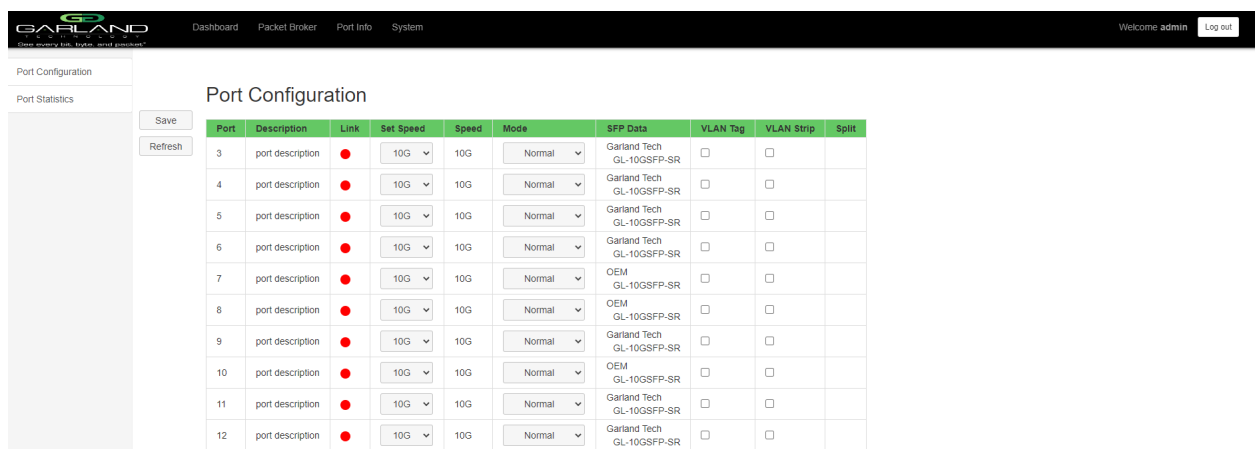 GARLAND
TECHNOLOGY
See every bit, byte, and packet®
Dashboard Packet Broker Port Info System
Welcome admin Log out
Port Configuration
Port Statistics
Save
Refresh
Port Configuration
Port Description Link Set Speed Speed Mode SFP Data VLAN Tag VLAN Strip Split
3 port description 10G 10G Normal Garland Tech
GL-10GSFP-SR
4 port description 10G 10G Normal Garland Tech
GL-10GSFP-SR
5 port description 10G 10G Normal Garland Tech
GL-10GSFP-SR
6 port description 10G 10G Normal Garland Tech
GL-10GSFP-SR
7 port description 10G 10G Normal OEM
GL-10GSFP-SR
8 port description 10G 10G Normal OEM
GL-10GSFP-SR
9 port description 10G 10G Normal Garland Tech
GL-10GSFP-SR
10 port description 10G 10G Normal OEM
GL-10GSFP-SR
11 port description 10G 10G Normal Garland Tech
GL-10GSFP-SR
12 port description 10G 10G Normal Garland Tech
GL-10GSFP-SR